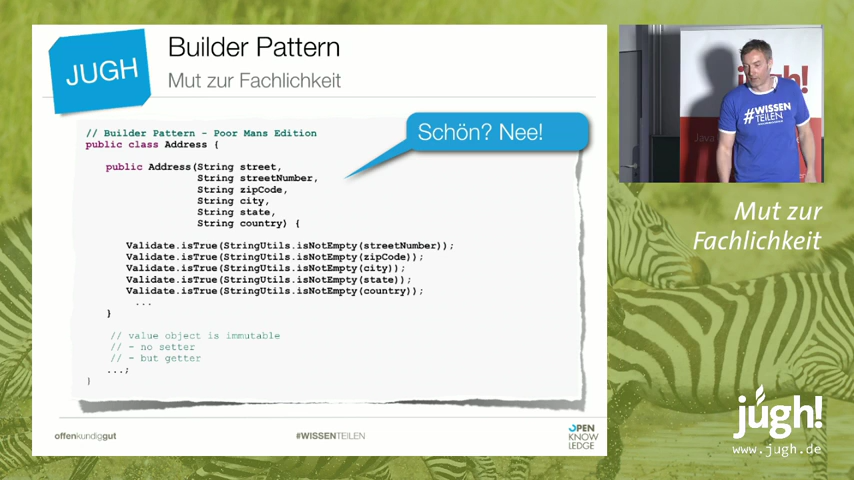 JUGH
Builder Pattern
Mut zur Fachlichkeit
Schön? Nee!
// Builder Pattern - Poor Mans Edition
public class Address {
public Address(String street,
String streetNumber,
String zipCode,
String city,
String state,
String country) {
Validate.isTrue(StringUtils.isNotEmpty(streetNumber));
Validate.isTrue(StringUtils.isNotEmpty(zipCode));
Validate.isTrue(StringUtils.isNotEmpty(city));
Validate.isTrue(StringUtils.isNotEmpty(state));
Validate.isTrue(StringUtils.isNotEmpty(country));
...
}
// value object is immutable
// - no setter
// - but getter
...;
}
offenkundiggut
#WISSENTEILEN
OPEN
KNOW
LEDGE
jugh!
Java
#WISSEN
TEILEN
Mut zur
Fachlichkeit
jugh!
www.jugh.de